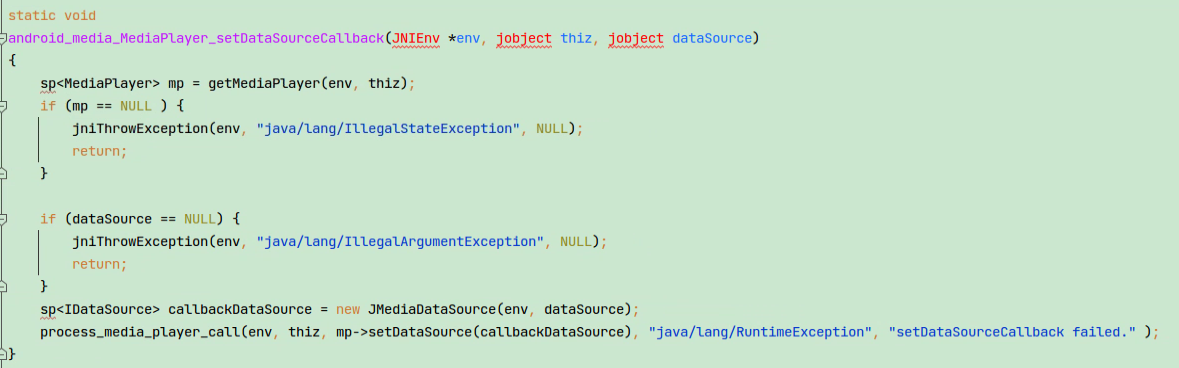 static void
android_media_MediaPlayer_setDataSourceCallback(JNIEnv *env, jobject thiz, jobject dataSource)
{
    sp<MediaPlayer> mp = getMediaPlayer(env, thiz);
    if (mp == NULL ) {
        jniThrowException(env, "java/lang/IllegalStateException", NULL);
        return;
    }

    if (dataSource == NULL) {
        jniThrowException(env, "java/lang/IllegalArgumentException", NULL);
        return;
    }
    sp<IDataSource> callbackDataSource = new JMediaDataSource(env, dataSource);
    process_media_player_call(env, thiz, mp->setDataSource(callbackDataSource), "java/lang/RuntimeException", "setDataSourceCallback failed." );
}